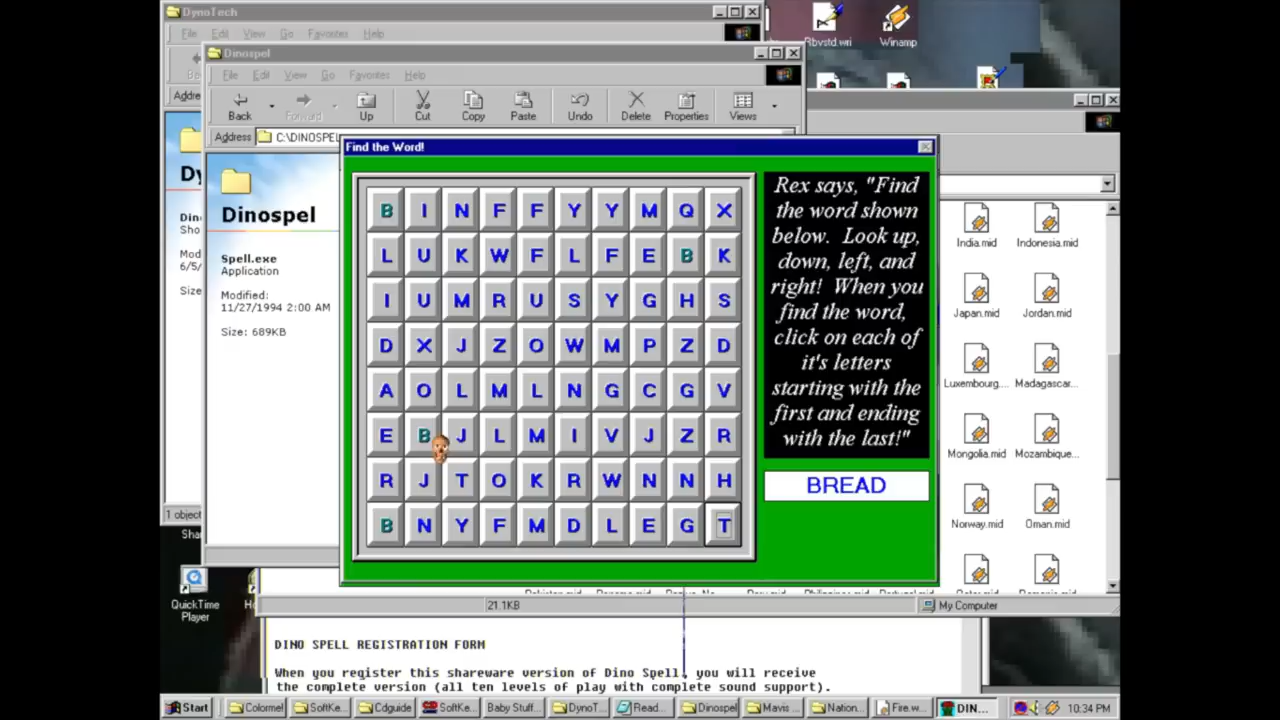 DynoTech
File Edit View Go Favorites Help
Rbvstd.wri
Winamp
Dinospel
File Edit View Go Favorites Help
Back Forward Up Cut Copy Paste Undo Delete Properties Views
Address C:\DINOSPEL
Find the Word!
Dinospel
Spell.exe
Application
Modified:
11/27/1994 2:00 AM
Size: 689KB
B I N F F Y Y M Q X
L U K W F L F E B K
I U M R U S Y G H S
D X J Z O W M P Z D
A O L M L N G C G V
E B J L M I V J Z R
R J T O K R W N N H
B N Y F M D L E G T
Rex says, "Find
the word shown
below. Look up,
down, left, and
right! When you
find the word,
click on each of
it's letters
starting with the
first and ending
with the last!"
BREAD
India.mid Indonesia.mid
Japan.mid Jordan.mid
Luxembourg.... Madagascar...
Mongolia.mid Mozambique...
Norway.mid Oman.mid
1 object
QuickTime
Player
21.1KB
My Computer
DINO SPELL REGISTRATION FORM
When you register this shareware version of Dino Spell, you will receive
the complete version (all ten levels of play with complete sound support).
Start Colormel SoftKe... Cdguide SoftKe... Baby Stuff... DynoT... Read... Dinospel Mavis ... Nation... Fire.w... DIN... 10:34 PM